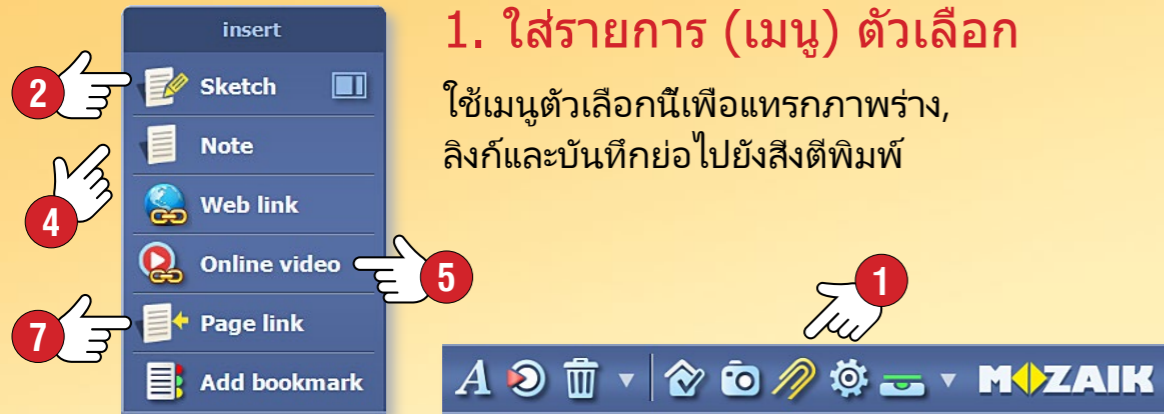 insert
2
Sketch
Note
4
Web link
Online video
5
7
Page link
Add bookmark
1. ใส่รายการ (เมนู) ตัวเลือก
ใช้เมนูตัวเลือกนี้เพื่อแทรกภาพร่าง,
ลิงก์และบันทึกย่อไปยังสิ่งตีพิมพ์
1
A
MOZAIK